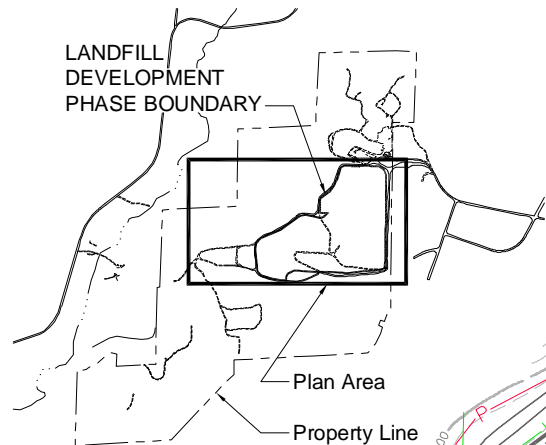 LANDFILL
DEVELOPMENT
PHASE BOUNDARY
Plan Area
Property Line
P